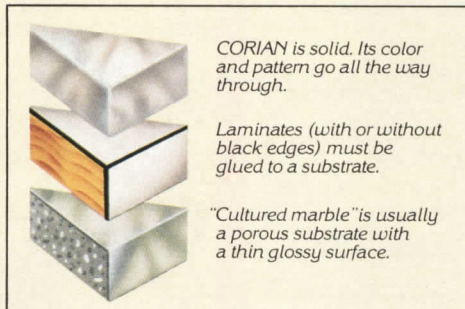 CORIAN is solid. Its color
and pattern go all the way
through.
Laminates (with or without
black edges) must be
glued to a substrate.
"Cultured marble" is usually
a porous substrate with
a thin glossy surface.